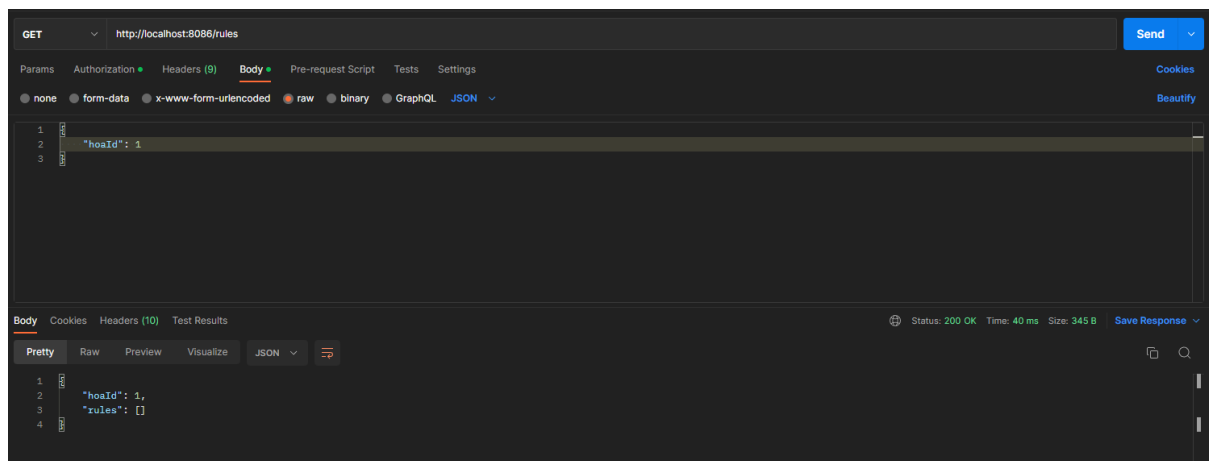 GET http://localhost:8086/rules Send
Params Authorization Headers (9) Body Pre-request Script Tests Settings Cookies
none form-data x-www-form-urlencoded raw binary GraphQL JSON Beautify
1 {
2 "hoaId": 1
3 }
Body Cookies Headers (10) Test Results Status: 200 OK Time: 40 ms Size: 345 B Save Response
Pretty Raw Preview Visualize JSON
1 {
2 "hoaId": 1,
3 "rules": []
4 }